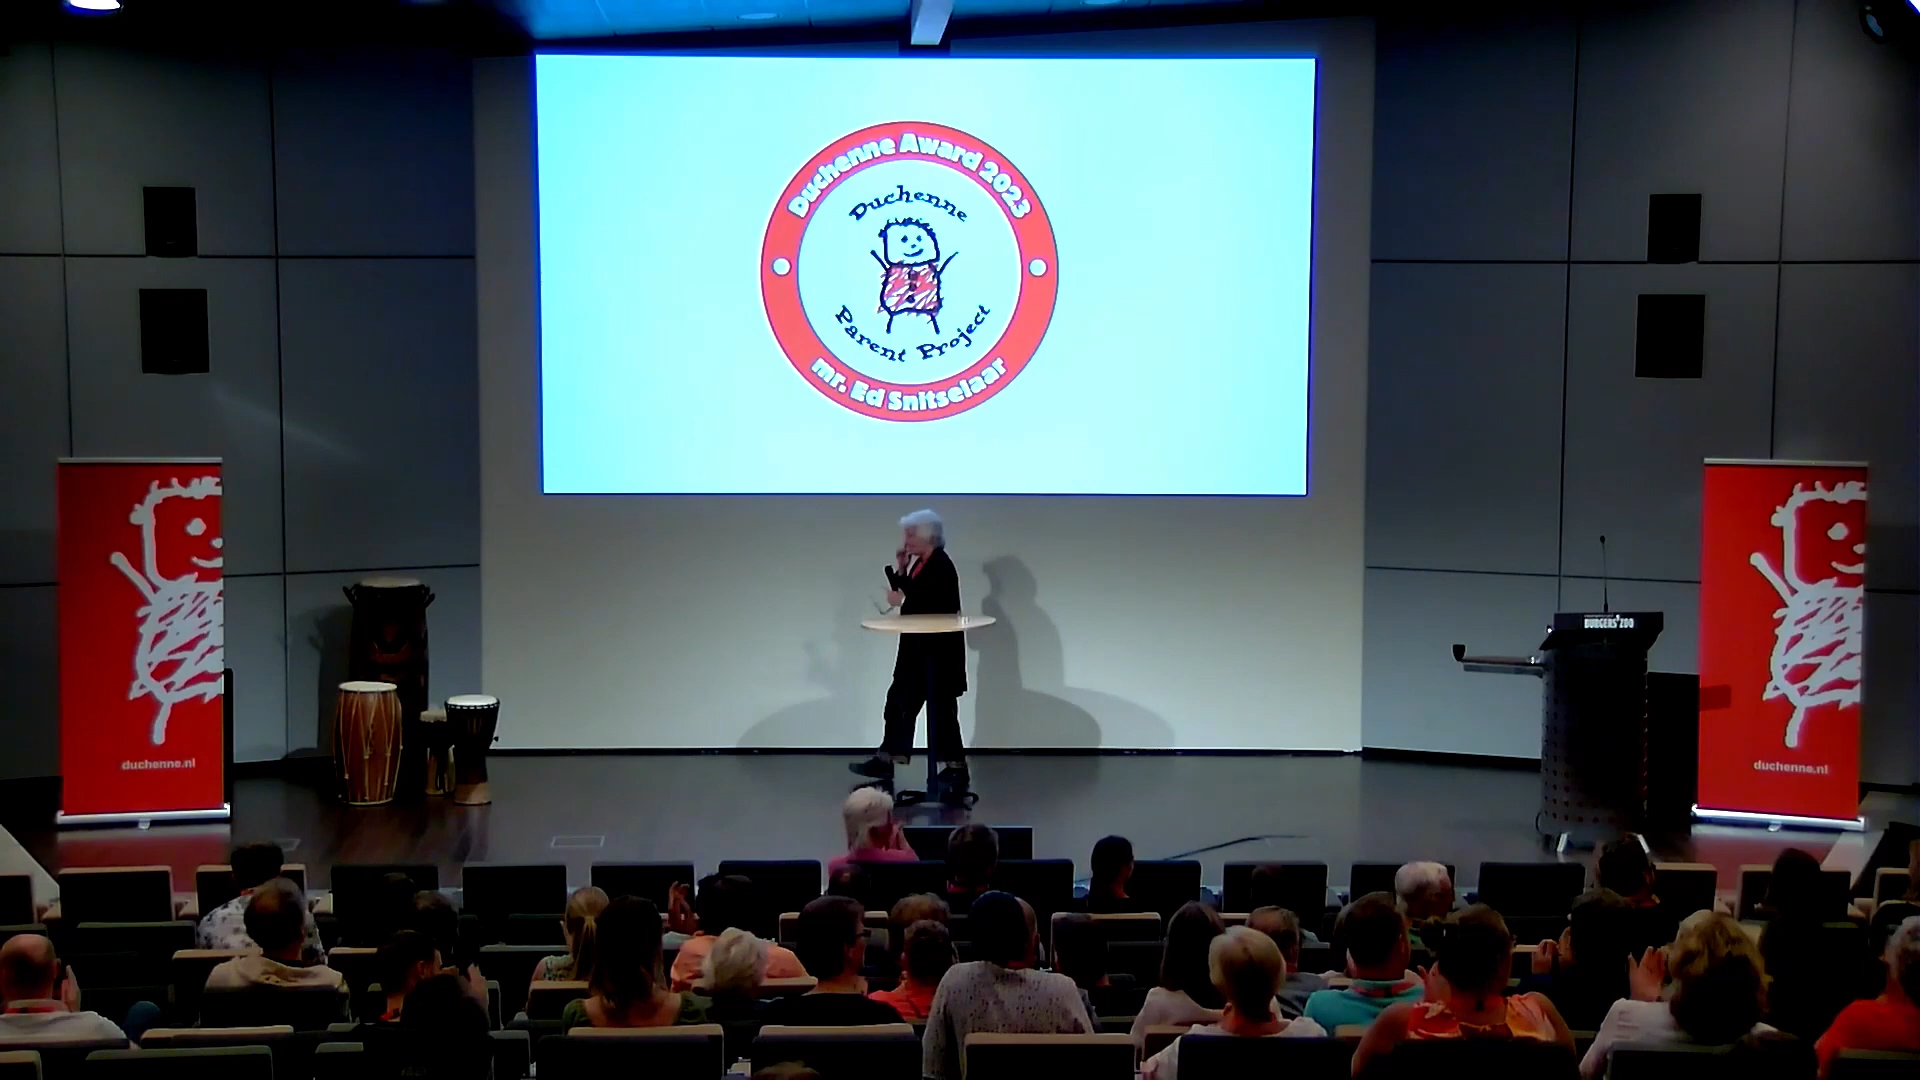 Duchenne Award 2023
Duchenne
Parent Project
mr. Ed Snitselaar
duchenne.nl
BURGERS' ZOO
duchenne.nl